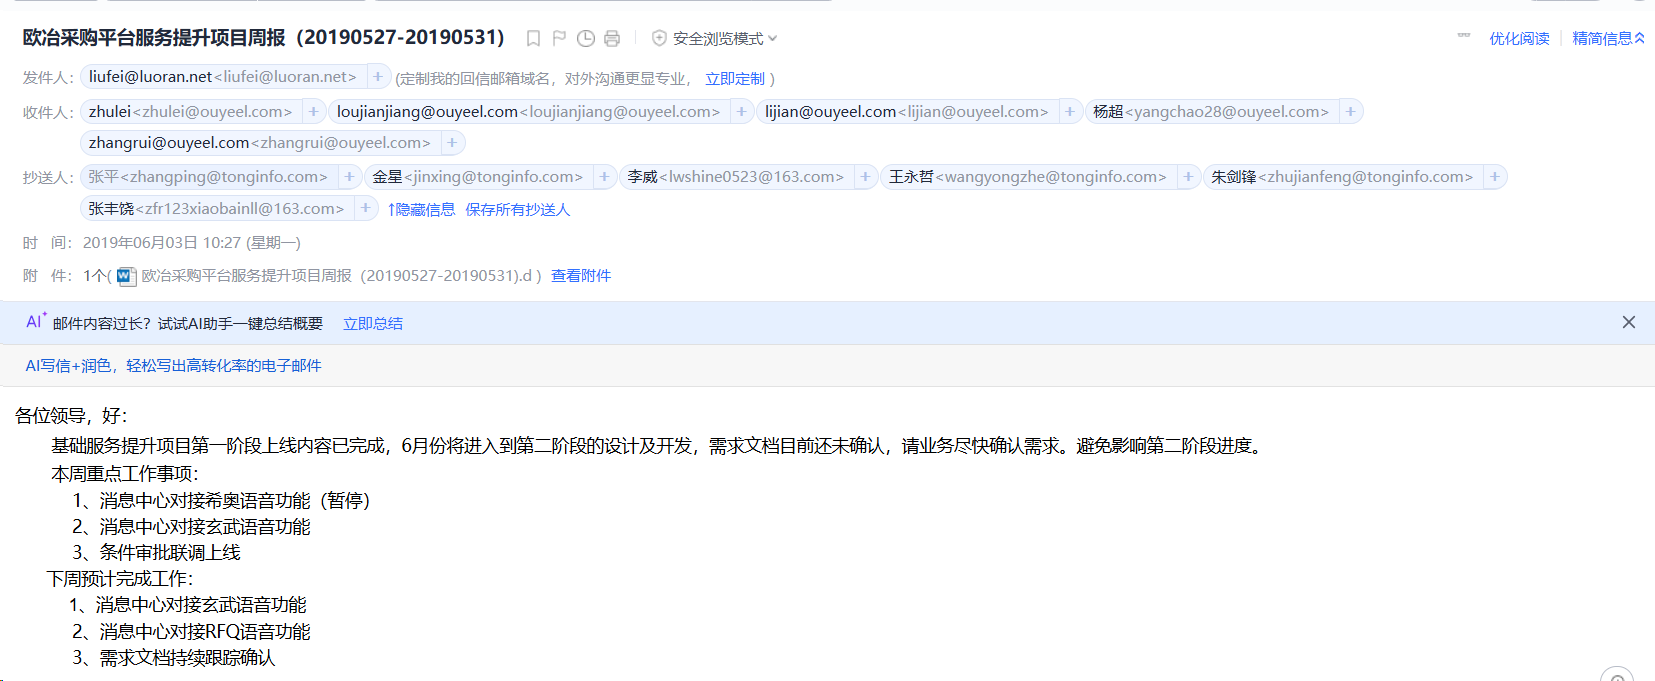 欧冶采购平台服务提升项目周报（20190527-20190531） 安全浏览模式 优化阅读 精简信息
发件人： liufei@luoran.net<liufei@luoran.net> + (定制我的回信邮箱域名，对外沟通更显专业， 立即定制 )
收件人： zhulei<zhulei@ouyeel.com> + loujianjiang@ouyeel.com<loujianjiang@ouyeel.com> + lijian@ouyeel.com<lijian@ouyeel.com> + 杨超<yangchao28@ouyeel.com> +
zhangrui@ouyeel.com<zhangrui@ouyeel.com> +
抄送人： 张平<zhangping@tonginfo.com> + 金星<jinxing@tonginfo.com> + 李威<lwshine0523@163.com> + 王永哲<wangyongzhe@tonginfo.com> + 朱剑锋<zhujianfeng@tonginfo.com> +
张丰饶<zfr123xiaobainll@163.com> + ↑隐藏信息 保存所有抄送人
时 间： 2019年06月03日 10:27 (星期一)
附 件： 1个( 欧冶采购平台服务提升项目周报（20190527-20190531).d ) 查看附件
AI 邮件内容过长？试试AI助手一键总结概要 立即总结
AI写信+润色，轻松写出高转化率的电子邮件
各位领导，好：
基础服务提升项目第一阶段上线内容已完成，6月份将进入到第二阶段的设计及开发，需求文档目前还未确认，请业务尽快确认需求。避免影响第二阶段进度。
本周重点工作事项：
1、消息中心对接希奥语音功能（暂停）
2、消息中心对接玄武语音功能
3、条件审批联调上线
下周预计完成工作：
1、消息中心对接玄武语音功能
2、消息中心对接RFQ语音功能
3、需求文档持续跟踪确认